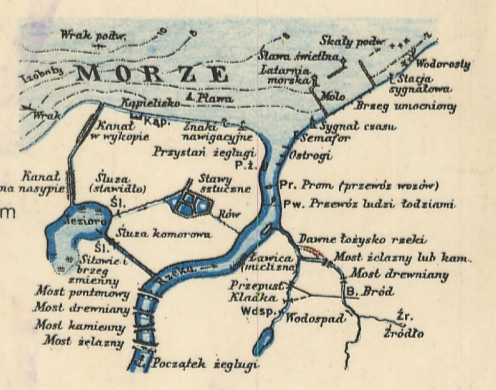 Wrak podw.
Skały podw.
Wodorosty
Sława świetlna
Latarnia
morska
Stacja
sygnałowa
Izobaty
MORZE
Molo
Kąpielisko
Pława
Brzeg umocniony
Wrak
Kąp.
Kanał
w wykopie
Znaki
nawigacyjne
Sygnał czasu
Semafor
Przystań żeglugi
P.ż.
Ostrogi
Kanał
na nasypie
Śluza
(stawidło)
Stawy
sztuczne
Pr. Prom (przewóz wozów)
Śl.
Pw. Przewóz ludzi łodziami
Jezioro
Rów
Śl.
Śluza komorowa
Dawne łożysko rzeki
Sitowie i
brzeg
zmienny
Ławica
(mielizna)
Most żelazny lub kam.
Most drewniany
Rzeka
Most pontonowy
Przepust
Kładka
B. Bród
Most drewniany
Wdsp.
Wodospad
Źr.
Źródło
Most kamienny
Most żelazny
Początek żeglugi
m